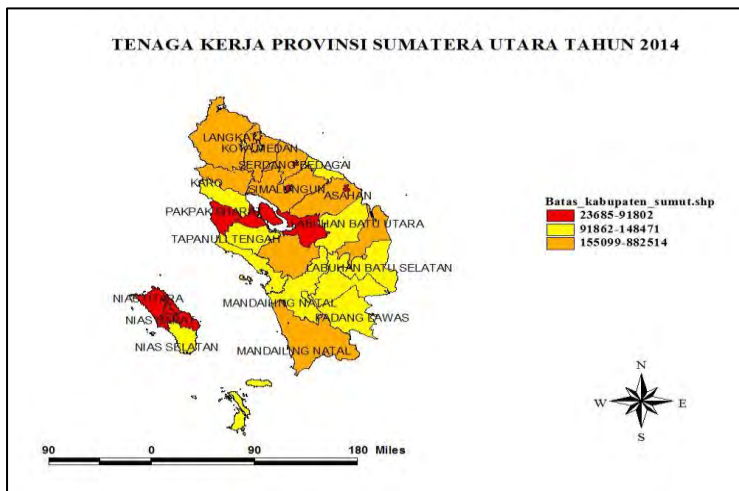 TENAGA KERJA PROVINSI SUMATERA UTARA TAHUN 2014
LANGKAT
KOTA MEDAN
SERDANG BEDAGAI
KARO
SIMALUNGUN
ASAHAN
PAKPAK BHARAT
LABUHAN BATU UTARA
TAPANULI TENGAH
LABUHAN BATU SELATAN
NIAS UTARA
MANDAILING NATAL
NIAS BARAT
PADANG LAWAS
NIAS SELATAN
MANDAILING NATAL
Batas_kabupaten_sumut.shp
23685-91802
91862-148471
155099-882514
N
W E
S
90 0 90 180 Miles